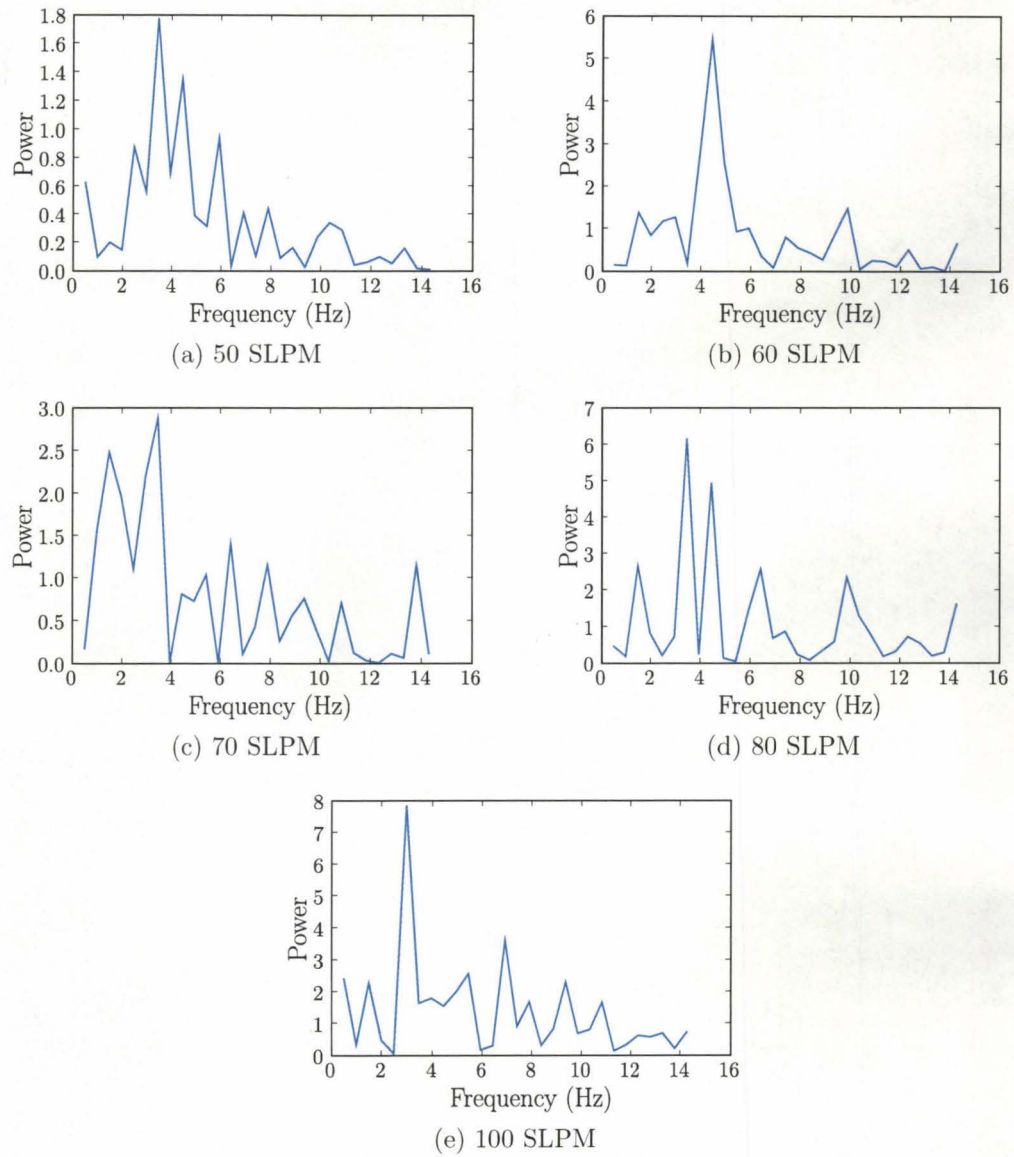 1.8
1.6
1.4
1.2
1.0
0.8
0.6
0.4
0.2
0.0
Power
0 2 4 6 8 10 12 14 16
Frequency (Hz)
(a) 50 SLPM
6
5
4
3
2
1
0
Power
0 2 4 6 8 10 12 14 16
Frequency (Hz)
(b) 60 SLPM
3.0
2.5
2.0
1.5
1.0
0.5
0.0
Power
0 2 4 6 8 10 12 14 16
Frequency (Hz)
(c) 70 SLPM
7
6
5
4
3
2
1
0
Power
0 2 4 6 8 10 12 14 16
Frequency (Hz)
(d) 80 SLPM
8
7
6
5
4
3
2
1
0
Power
0 2 4 6 8 10 12 14 16
Frequency (Hz)
(e) 100 SLPM